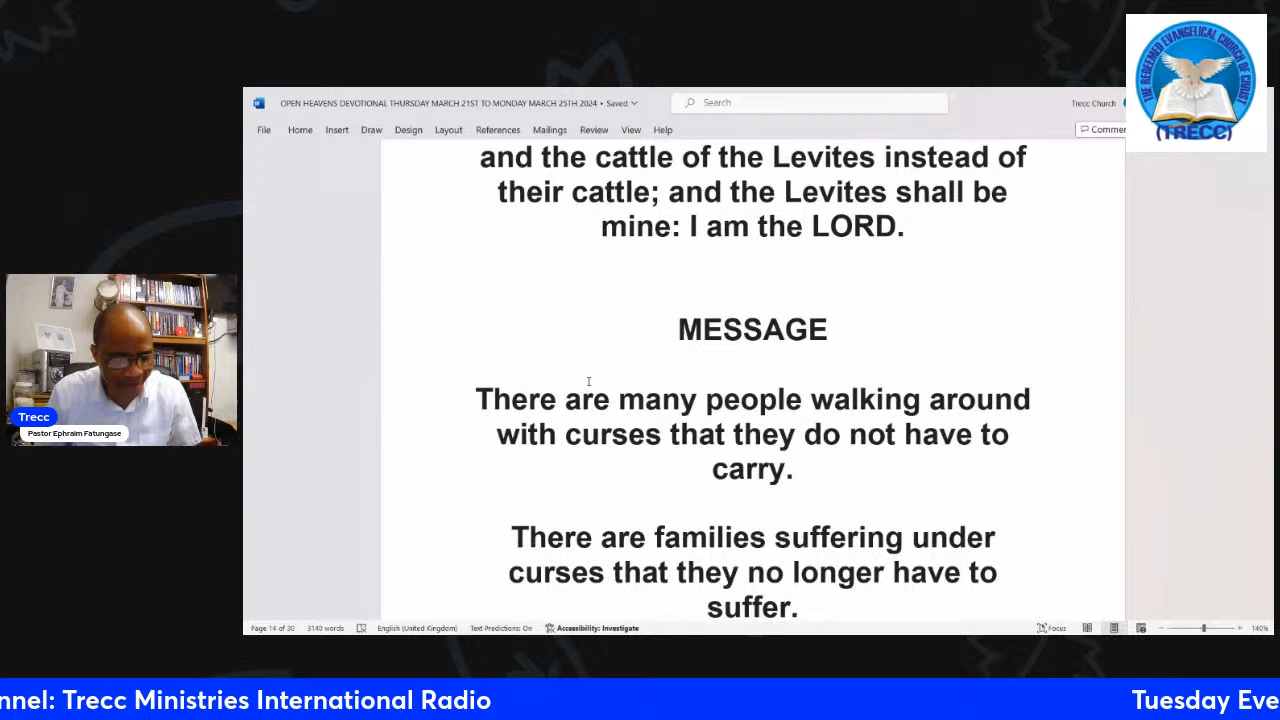 THE REDEEMED EVANGELICAL CHURCH OF CHRIST
(TRECC)
OPEN HEAVENS DEVOTIONAL THURSDAY MARCH 21ST TO MONDAY MARCH 25TH 2024 • Saved
Search
Trecc Church
File Home Insert Draw Design Layout References Mailings Review View Help
Commen
and the cattle of the Levites instead of
their cattle; and the Levites shall be
mine: I am the LORD.
MESSAGE
There are many people walking around
with curses that they do not have to
carry.
There are families suffering under
curses that they no longer have to
suffer.
Trecc
Pastor Ephraim Fatungase
Page 14 of 30 3140 words English (United Kingdom) Text Predictions: On Accessibility: Investigate Focus 140%
nnel: Trecc Ministries International Radio Tuesday Eve